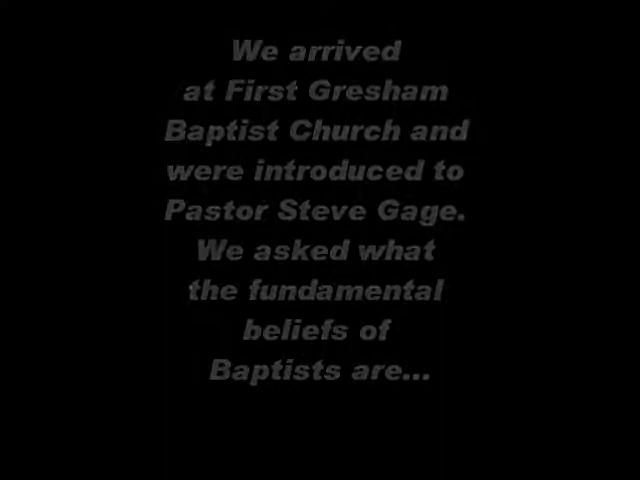 We arrived
at First Gresham
Baptist Church and
were introduced to
Pastor Steve Gage.
We asked what
the fundamental
beliefs of
Baptists are...